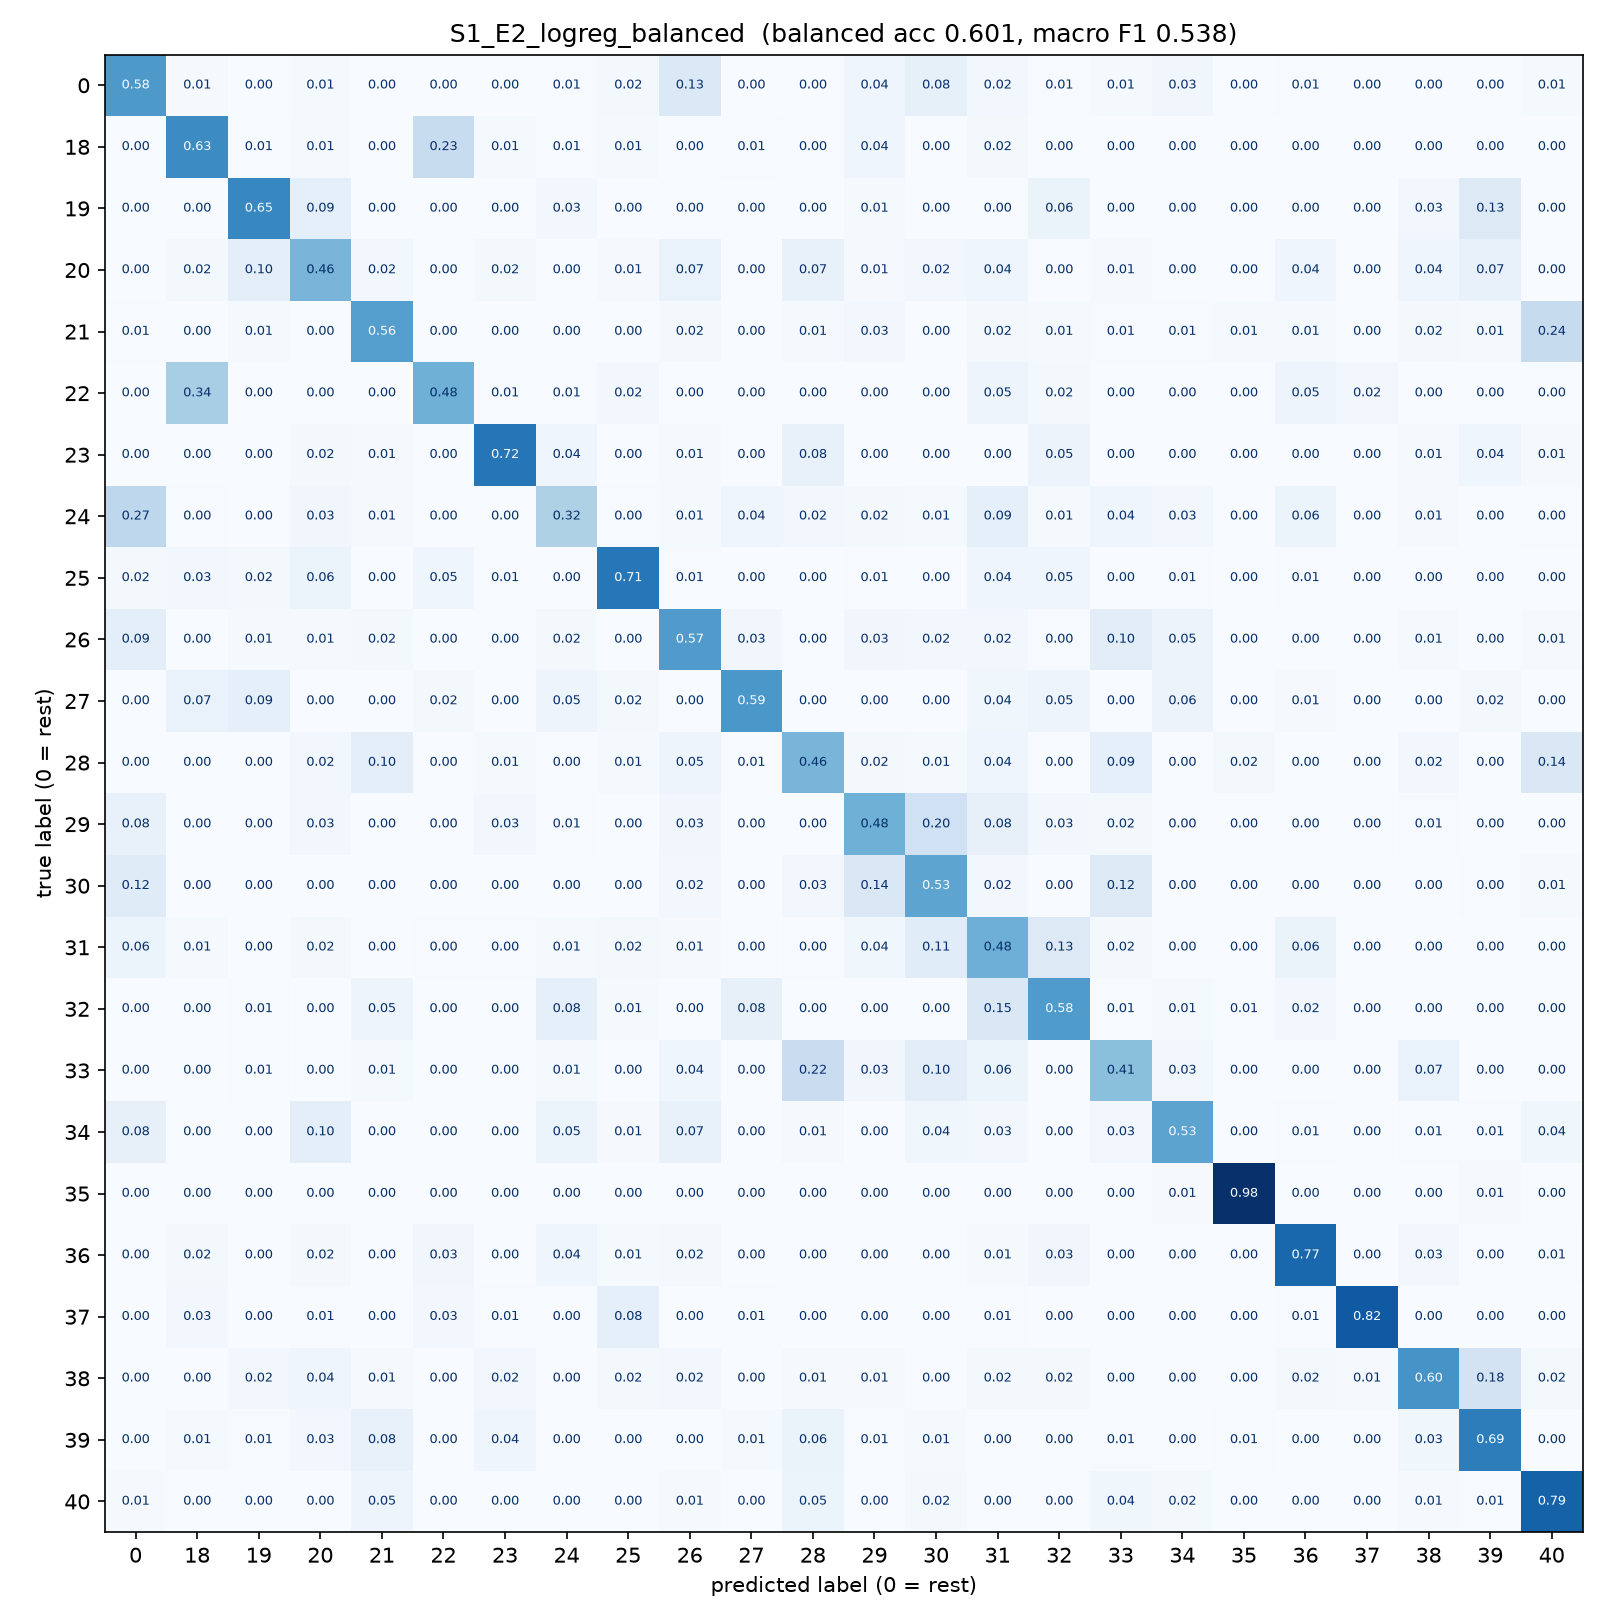 S1_E2_logreg_balanced (balanced acc 0.601, macro F1 0.538)
0 0.58 0.01 0.00 0.01 0.00 0.00 0.00 0.01 0.02 0.13 0.00 0.00 0.04 0.08 0.02 0.01 0.01 0.03 0.00 0.01 0.00 0.00 0.00 0.01
18 0.00 0.63 0.01 0.01 0.00 0.23 0.01 0.01 0.01 0.00 0.01 0.00 0.04 0.00 0.02 0.00 0.00 0.00 0.00 0.00 0.00 0.00 0.00 0.00
19 0.00 0.00 0.65 0.09 0.00 0.00 0.00 0.03 0.00 0.00 0.00 0.00 0.01 0.00 0.00 0.06 0.00 0.00 0.00 0.00 0.00 0.03 0.13 0.00
20 0.00 0.02 0.10 0.46 0.02 0.00 0.02 0.00 0.01 0.07 0.00 0.07 0.01 0.02 0.04 0.00 0.01 0.00 0.00 0.04 0.00 0.04 0.07 0.00
21 0.01 0.00 0.01 0.00 0.56 0.00 0.00 0.00 0.00 0.02 0.00 0.01 0.03 0.00 0.02 0.01 0.01 0.01 0.01 0.01 0.00 0.02 0.01 0.24
22 0.00 0.34 0.00 0.00 0.00 0.48 0.01 0.01 0.02 0.00 0.00 0.00 0.00 0.00 0.05 0.02 0.00 0.00 0.00 0.05 0.02 0.00 0.00 0.00
23 0.00 0.00 0.00 0.02 0.01 0.00 0.72 0.04 0.00 0.01 0.00 0.08 0.00 0.00 0.00 0.05 0.00 0.00 0.00 0.00 0.00 0.01 0.04 0.01
24 0.27 0.00 0.00 0.03 0.01 0.00 0.00 0.32 0.00 0.01 0.04 0.02 0.02 0.01 0.09 0.01 0.04 0.03 0.00 0.06 0.00 0.01 0.00 0.00
25 0.02 0.03 0.02 0.06 0.00 0.05 0.01 0.00 0.71 0.01 0.00 0.00 0.01 0.00 0.04 0.05 0.00 0.01 0.00 0.01 0.00 0.00 0.00 0.00
26 0.09 0.00 0.01 0.01 0.02 0.00 0.00 0.02 0.00 0.57 0.03 0.00 0.03 0.02 0.02 0.00 0.10 0.05 0.00 0.00 0.00 0.01 0.00 0.01
27 0.00 0.07 0.09 0.00 0.00 0.02 0.00 0.05 0.02 0.00 0.59 0.00 0.00 0.00 0.04 0.05 0.00 0.06 0.00 0.01 0.00 0.00 0.02 0.00
28 0.00 0.00 0.00 0.02 0.10 0.00 0.01 0.00 0.01 0.05 0.01 0.46 0.02 0.01 0.04 0.00 0.09 0.00 0.02 0.00 0.00 0.02 0.00 0.14
29 0.08 0.00 0.00 0.03 0.00 0.00 0.03 0.01 0.00 0.03 0.00 0.00 0.48 0.20 0.08 0.03 0.02 0.00 0.00 0.00 0.00 0.01 0.00 0.00
30 0.12 0.00 0.00 0.00 0.00 0.00 0.00 0.00 0.00 0.02 0.00 0.03 0.14 0.53 0.02 0.00 0.12 0.00 0.00 0.00 0.00 0.00 0.00 0.01
31 0.06 0.01 0.00 0.02 0.00 0.00 0.00 0.01 0.02 0.01 0.00 0.00 0.04 0.11 0.48 0.13 0.02 0.00 0.00 0.06 0.00 0.00 0.00 0.00
32 0.00 0.00 0.01 0.00 0.05 0.00 0.00 0.08 0.01 0.00 0.08 0.00 0.00 0.00 0.15 0.58 0.01 0.01 0.01 0.02 0.00 0.00 0.00 0.00
33 0.00 0.00 0.01 0.00 0.01 0.00 0.00 0.01 0.00 0.04 0.00 0.22 0.03 0.10 0.06 0.00 0.41 0.03 0.00 0.00 0.00 0.07 0.00 0.00
34 0.08 0.00 0.00 0.10 0.00 0.00 0.00 0.05 0.01 0.07 0.00 0.01 0.00 0.04 0.03 0.00 0.03 0.53 0.00 0.01 0.00 0.01 0.01 0.04
35 0.00 0.00 0.00 0.00 0.00 0.00 0.00 0.00 0.00 0.00 0.00 0.00 0.00 0.00 0.00 0.00 0.00 0.01 0.98 0.00 0.00 0.00 0.01 0.00
36 0.00 0.02 0.00 0.02 0.00 0.03 0.00 0.04 0.01 0.02 0.00 0.00 0.00 0.00 0.01 0.03 0.00 0.00 0.00 0.77 0.00 0.03 0.00 0.01
37 0.00 0.03 0.00 0.01 0.00 0.03 0.01 0.00 0.08 0.00 0.01 0.00 0.00 0.00 0.01 0.00 0.00 0.00 0.00 0.01 0.82 0.00 0.00 0.00
38 0.00 0.00 0.02 0.04 0.01 0.00 0.02 0.00 0.02 0.02 0.00 0.01 0.01 0.00 0.02 0.02 0.00 0.00 0.00 0.02 0.01 0.60 0.18 0.02
39 0.00 0.01 0.01 0.03 0.08 0.00 0.04 0.00 0.00 0.00 0.01 0.06 0.01 0.01 0.00 0.00 0.01 0.00 0.01 0.00 0.00 0.03 0.69 0.00
40 0.01 0.00 0.00 0.00 0.05 0.00 0.00 0.00 0.00 0.01 0.00 0.05 0.00 0.02 0.00 0.00 0.04 0.02 0.00 0.00 0.00 0.01 0.01 0.79
0 18 19 20 21 22 23 24 25 26 27 28 29 30 31 32 33 34 35 36 37 38 39 40
predicted label (0 = rest)
true label (0 = rest)